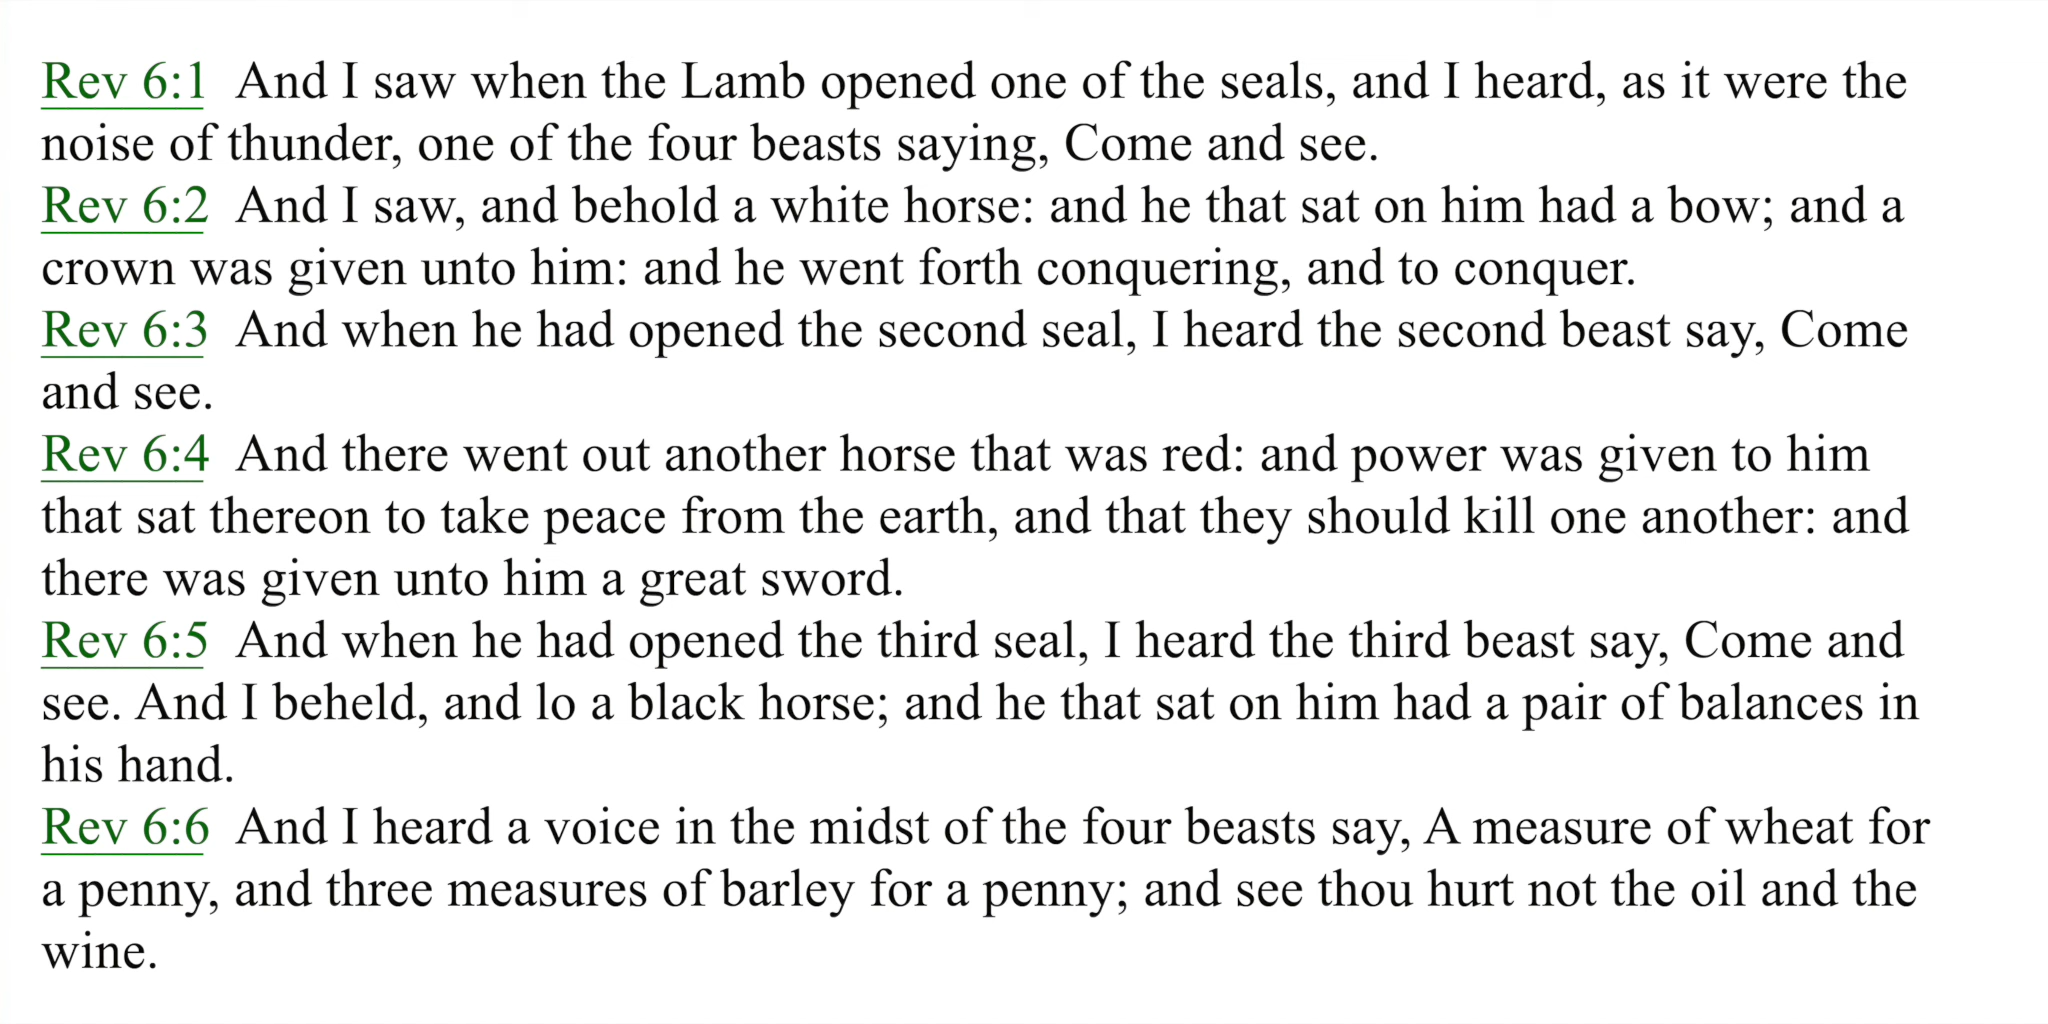 Rev 6:1 And I saw when the Lamb opened one of the seals, and I heard, as it were the
noise of thunder, one of the four beasts saying, Come and see.
Rev 6:2 And I saw, and behold a white horse: and he that sat on him had a bow; and a
crown was given unto him: and he went forth conquering, and to conquer.
Rev 6:3 And when he had opened the second seal, I heard the second beast say, Come
and see.
Rev 6:4 And there went out another horse that was red: and power was given to him
that sat thereon to take peace from the earth, and that they should kill one another: and
there was given unto him a great sword.
Rev 6:5 And when he had opened the third seal, I heard the third beast say, Come and
see. And I beheld, and lo a black horse; and he that sat on him had a pair of balances in
his hand.
Rev 6:6 And I heard a voice in the midst of the four beasts say, A measure of wheat for
a penny, and three measures of barley for a penny; and see thou hurt not the oil and the
wine.